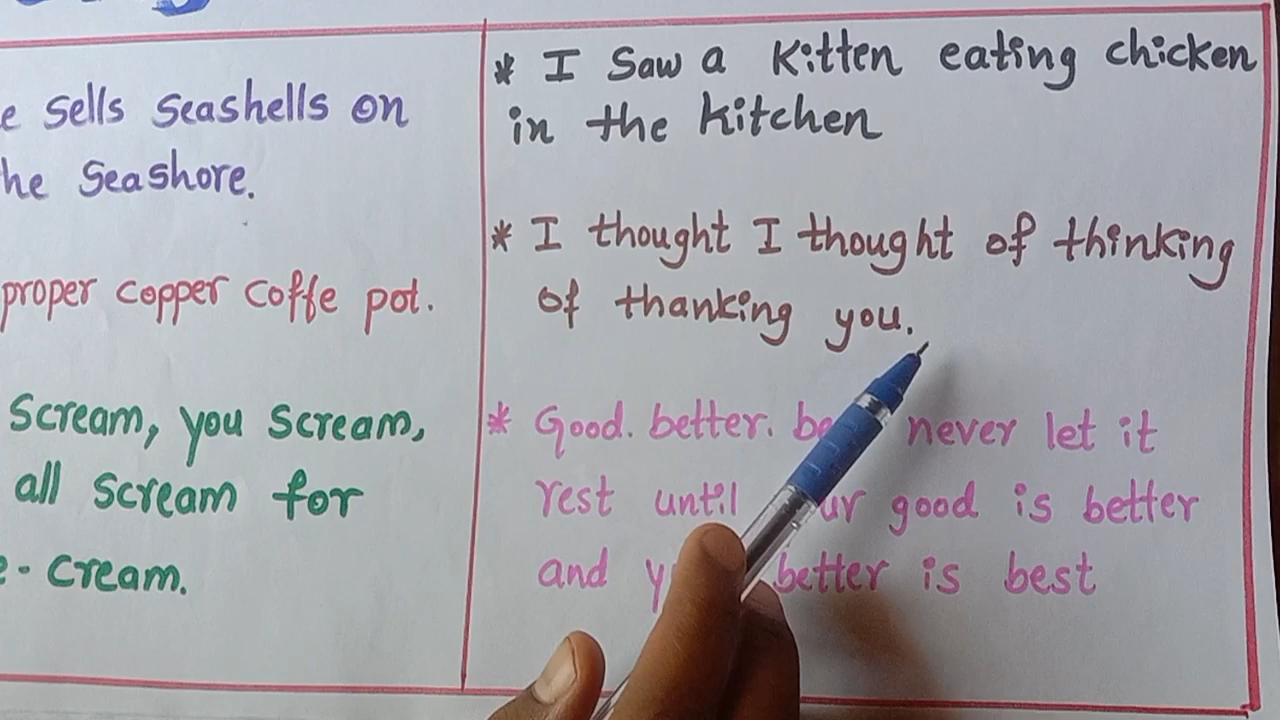 sells seashells on
he Seashore.
proper copper coffe pot.
Scream, you scream,
all scream for
e - cream.
* I Saw a Kitten eating chicken
in the kitchen
* I thought I thought of thinking
of thanking you.
* Good. better. never let it
rest until good is better
and better is best